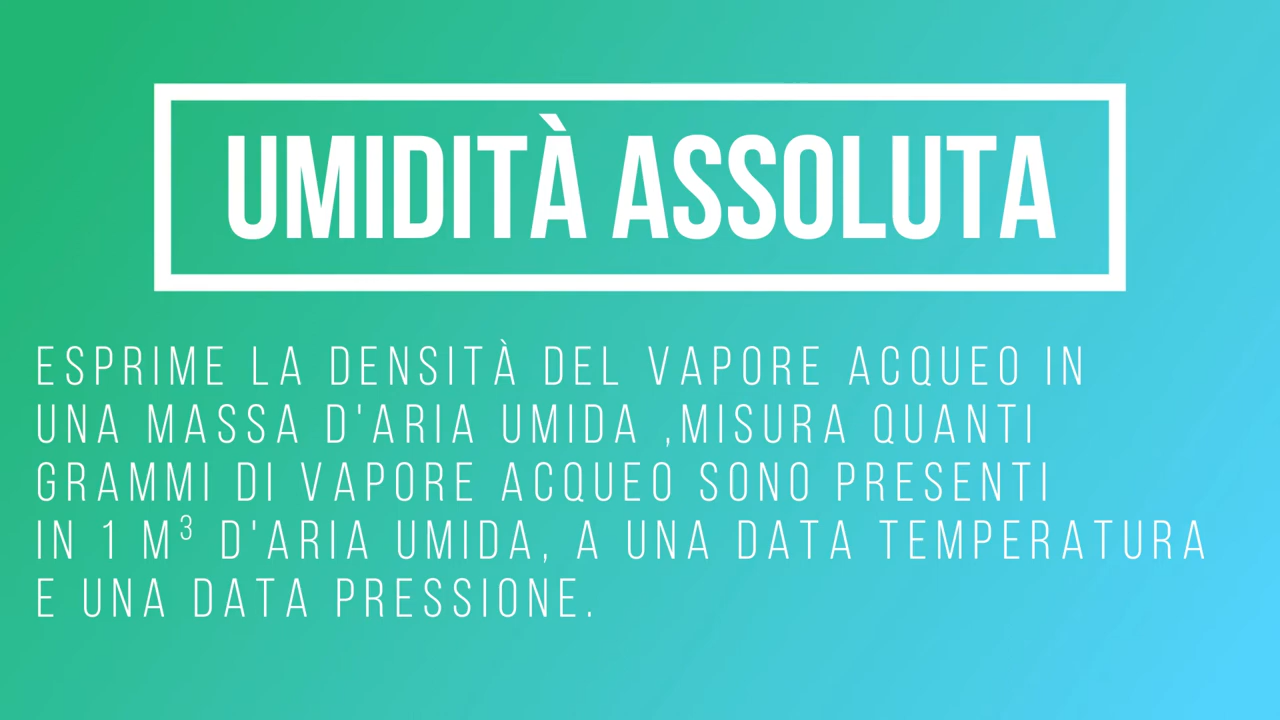 UMIDITÀ ASSOLUTA
ESPRIME LA DENSITÀ DEL VAPORE ACQUEO IN
UNA MASSA D'ARIA UMIDA ,MISURA QUANTI
GRAMMI DI VAPORE ACQUEO SONO PRESENTI
IN 1 M³ D'ARIA UMIDA, A UNA DATA TEMPERATURA
E UNA DATA PRESSIONE.